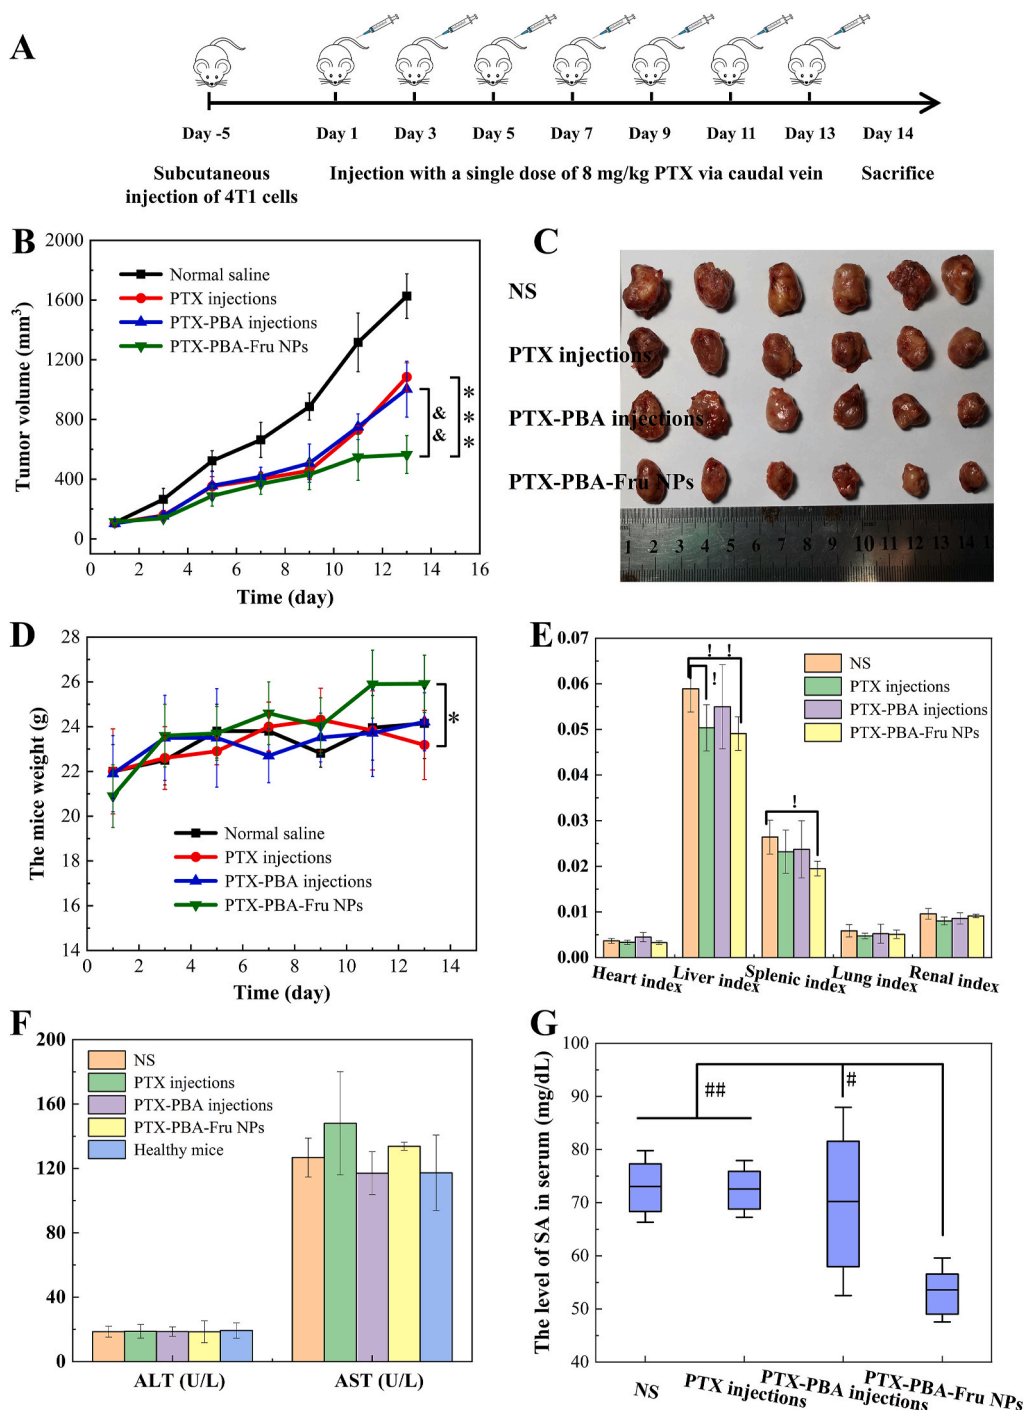 A
Day -5
Day 1
Day 3
Day 5
Day 7
Day 9
Day 11
Day 13
Day 14
Subcutaneous
injection of 4T1 cells
Injection with a single dose of 8 mg/kg PTX via caudal vein
Sacrifice
B
Tumor volume (mm³)
2000
1600
1200
800
400
0
Normal saline
PTX injections
PTX-PBA injections
PTX-PBA-Fru NPs
&
&
*
*
*
0 2 4 6 8 10 12 14 16
Time (day)
C
NS
PTX injections
PTX-PBA injections
PTX-PBA-Fru NPs
1 2 3 4 5 6 7 8 9 10 11 12 13 14
D
The mice weight (g)
28
26
24
22
20
18
16
14
*
Normal saline
PTX injections
PTX-PBA injections
PTX-PBA-Fru NPs
0 2 4 6 8 10 12 14
Time (day)
E
0.07
0.06
0.05
0.04
0.03
0.02
0.01
0.00
! !
!
!
NS
PTX injections
PTX-PBA injections
PTX-PBA-Fru NPs
Heart index
Liver index
Splenic index
Lung index
Renal index
F
200
160
120
80
40
0
NS
PTX injections
PTX-PBA injections
PTX-PBA-Fru NPs
Healthy mice
ALT (U/L)
AST (U/L)
G
The level of SA in serum (mg/dL)
100
90
80
70
60
50
40
##
#
NS
PTX injections
PTX-PBA injections
PTX-PBA-Fru NPs